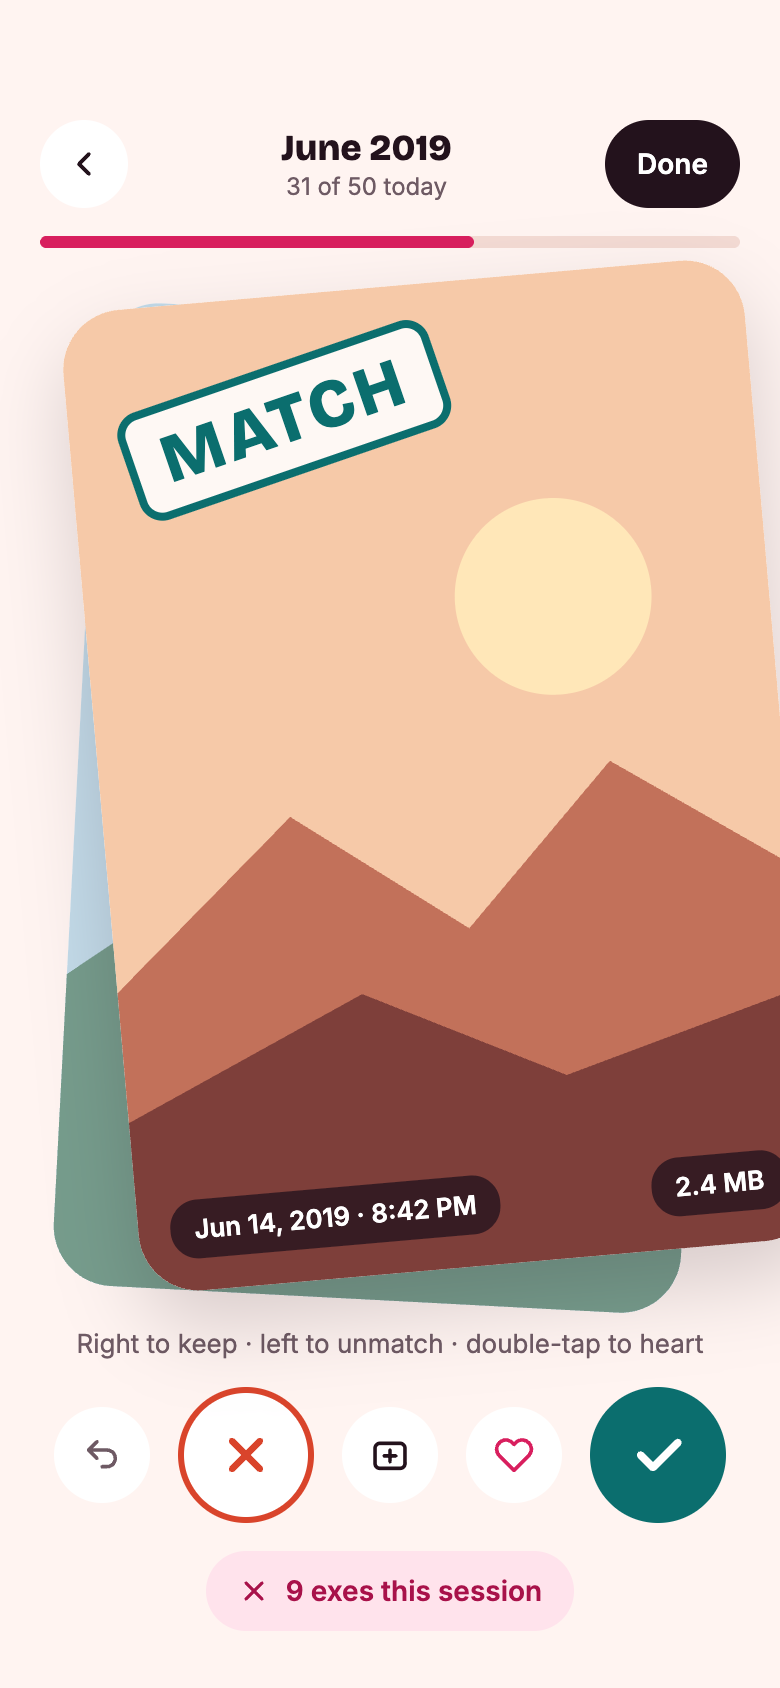 June 2019
31 of 50 today
Done
MATCH
Jun 14, 2019 · 8:42 PM
2.4 MB
Right to keep · left to unmatch · double-tap to heart
9 exes this session